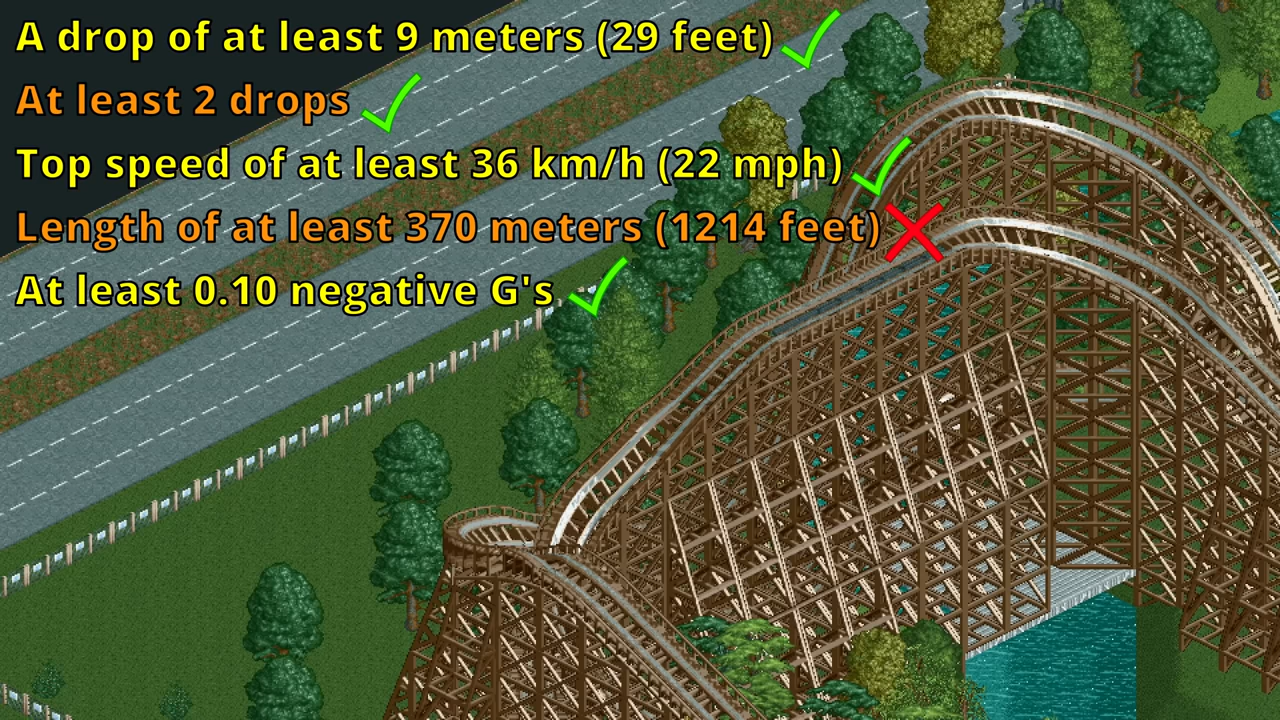 A drop of at least 9 meters (29 feet)
At least 2 drops
Top speed of at least 36 km/h (22 mph)
Length of at least 370 meters (1214 feet)
At least 0.10 negative G's